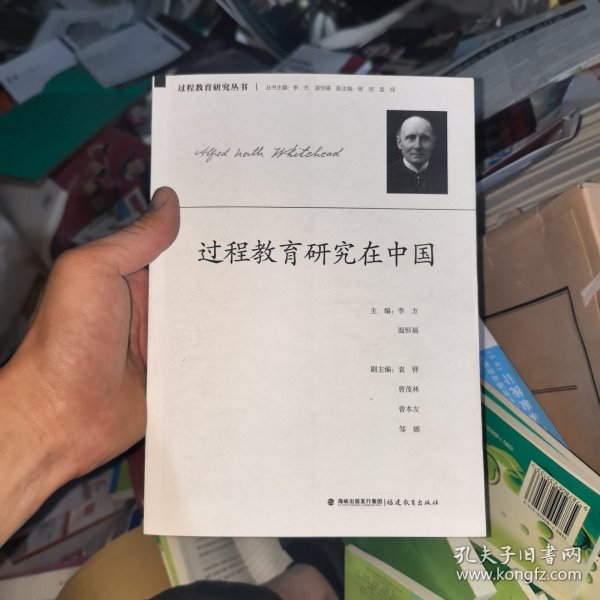 过程教育研究丛书 | 丛书主编：李 方 温恒福 副主编：杨 丽 袁 铎
Alfred North Whitehead
过程教育研究在中国
主 编：李 方
温恒福
副主编：袁 铎
曾茂林
曾本友
邹 娜
海峡出版发行集团 | 福建教育出版社
孔夫子旧书网
www.kongfz.com